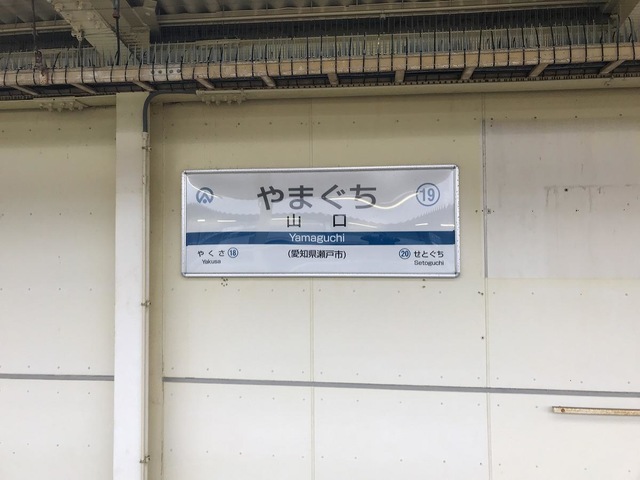 やまぐち 19
山口
Yamaguchi
やくさ 18 (愛知県瀬戸市) 20 せとぐち
Yakusa Setoguchi